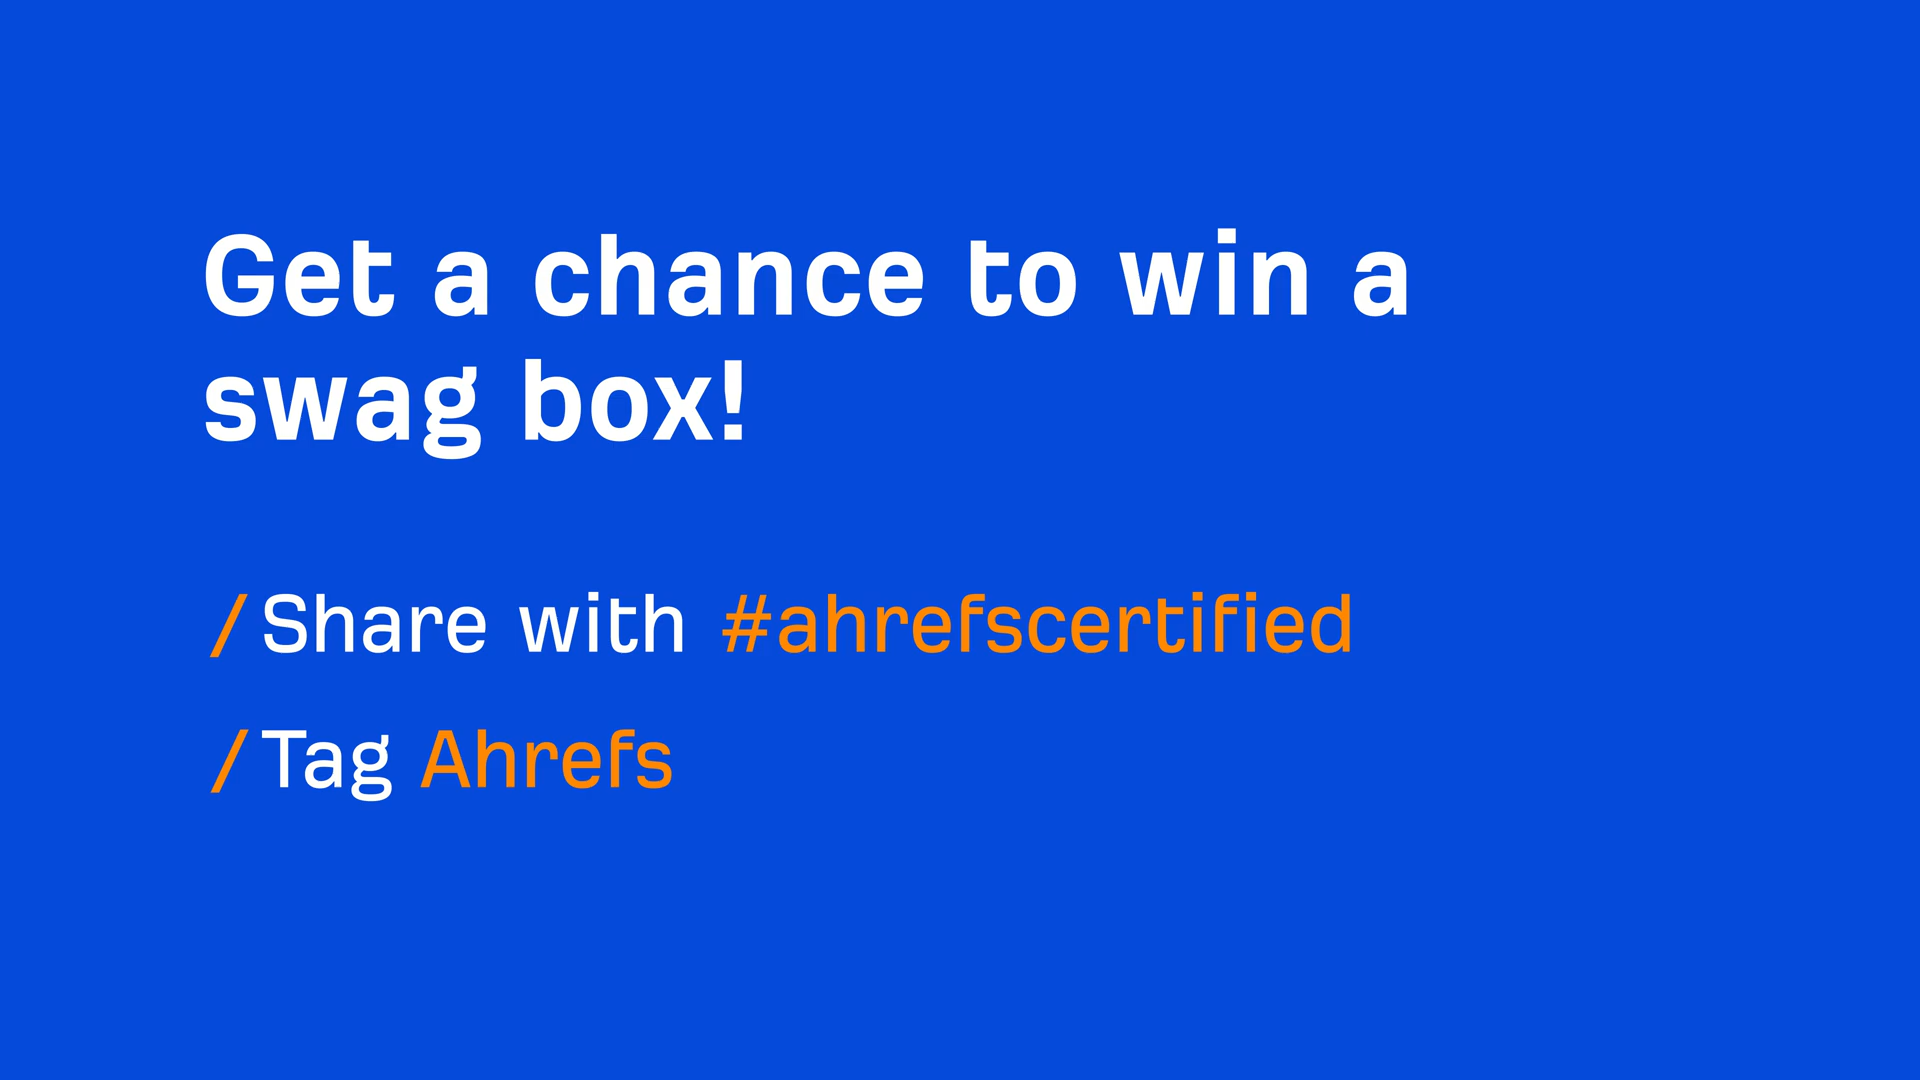 Get a chance to win a
swag box!
/Share with #ahrefscertified
/Tag Ahrefs